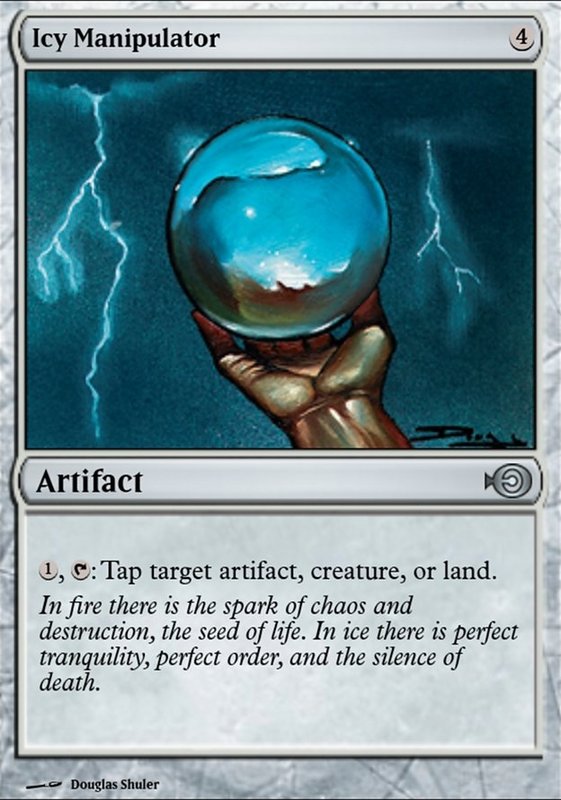 Icy Manipulator
4
Artifact
1, : Tap target artifact, creature, or land.
In fire there is the spark of chaos and
destruction, the seed of life. In ice there is perfect
tranquility, perfect order, and the silence of
death.
Douglas Shuler